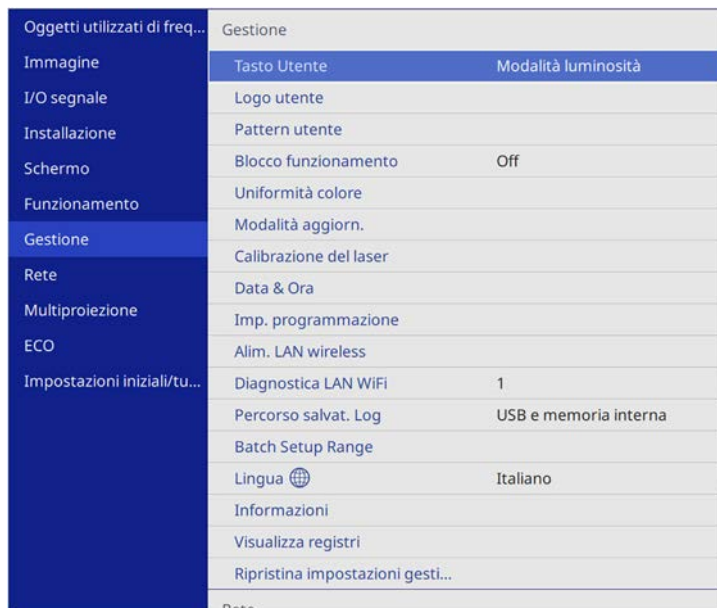 Oggetti utilizzati di freq...
Immagine
I/O segnale
Installazione
Schermo
Funzionamento
Gestione
Rete
Multiproiezione
ECO
Impostazioni iniziali/tu...
Gestione
Tasto Utente Modalità luminosità
Logo utente
Pattern utente
Blocco funzionamento Off
Uniformità colore
Modalità aggiorn.
Calibrazione del laser
Data & Ora
Imp. programmazione
Alim. LAN wireless
Diagnostica LAN WiFi 1
Percorso salvat. Log USB e memoria interna
Batch Setup Range
Lingua Italiano
Informazioni
Visualizza registri
Ripristina impostazioni gesti...